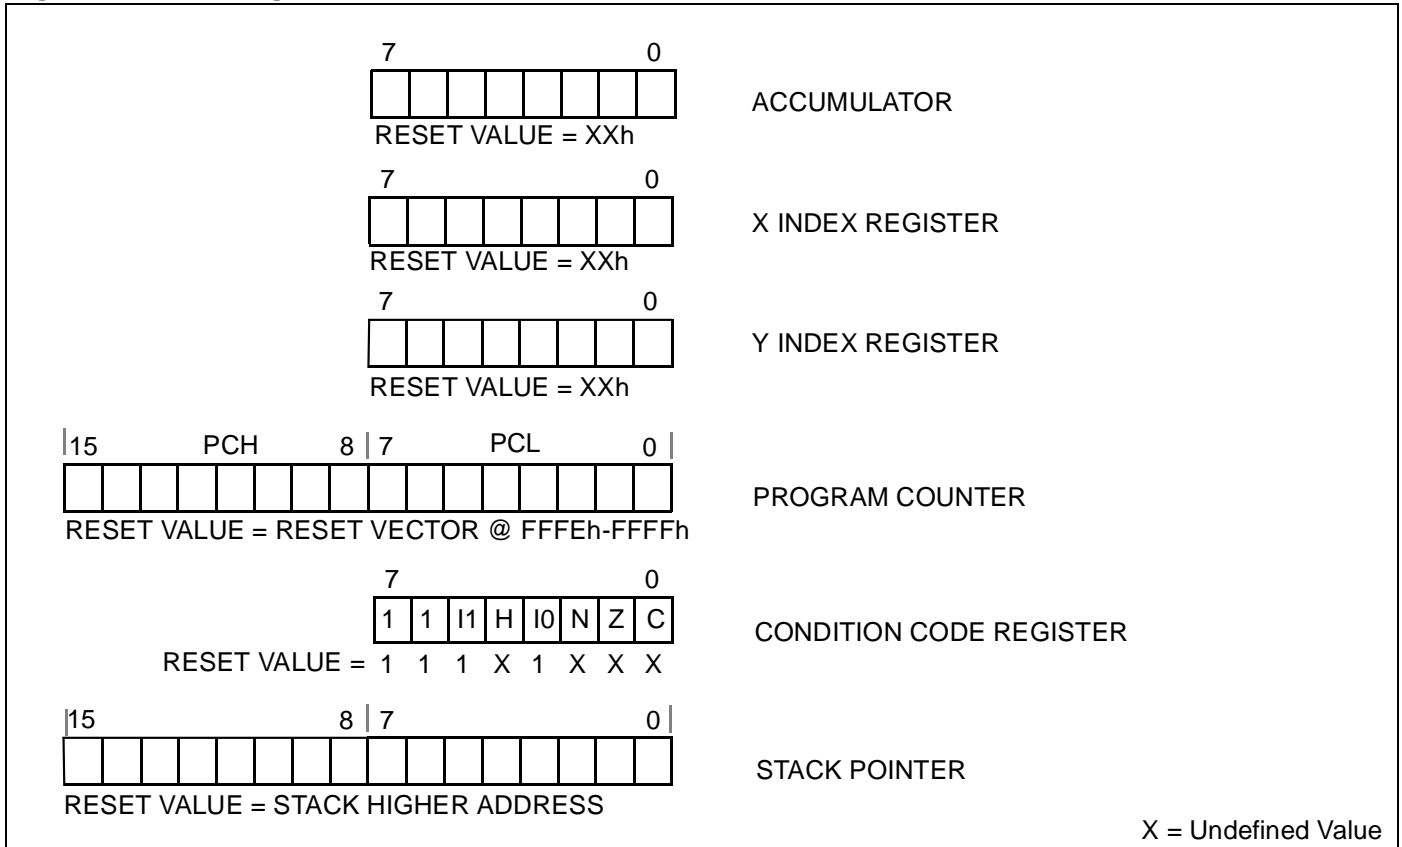 7 0
ACCUMULATOR
RESET VALUE = XXh
7 0
X INDEX REGISTER
RESET VALUE = XXh
7 0
Y INDEX REGISTER
RESET VALUE = XXh
15 PCH 8 7 PCL 0
PROGRAM COUNTER
RESET VALUE = RESET VECTOR @ FFFEh-FFFFh
7 0
1 1 I1 H I0 N Z C
CONDITION CODE REGISTER
RESET VALUE = 1 1 1 X 1 X X X
15 8 7 0
STACK POINTER
RESET VALUE = STACK HIGHER ADDRESS
X = Undefined Value